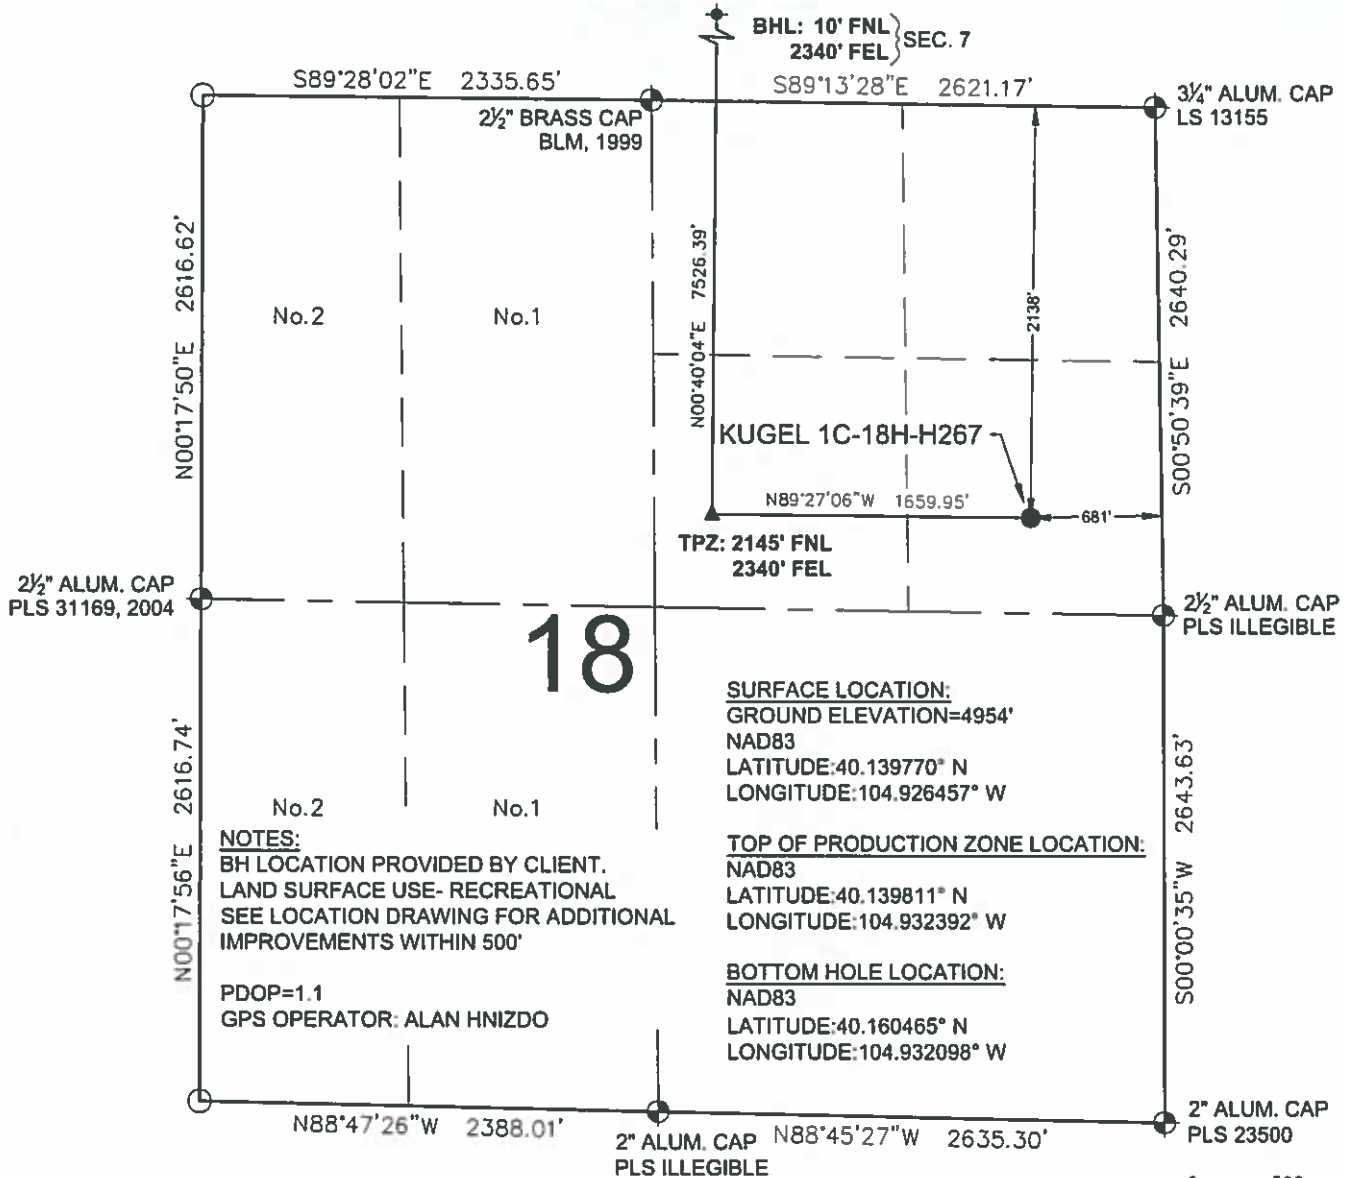 BHL: 10' FNL
2340' FEL
SEC. 7
S89°28'02"E 2335.65'
S89°13'28"E 2621.17'
3¼" ALUM. CAP
LS 13155
2½" BRASS CAP
BLM, 1999
N00°17'50"E 2616.62'
No.2
No.1
N00°40'04"E 7526.39'
2138'
S00°50'39"E 2640.29'
KUGEL 1C-18H-H267
N89°27'06"W 1659.95'
681'
TPZ: 2145' FNL
2340' FEL
2½" ALUM. CAP
PLS 31169, 2004
2½" ALUM. CAP
PLS ILLEGIBLE
18
SURFACE LOCATION:
GROUND ELEVATION=4954'
NAD83
LATITUDE:40.139770° N
LONGITUDE:104.926457° W
N00°17'56"E 2616.74'
No.2
No.1
S00°00'35"W 2643.63'
NOTES:
BH LOCATION PROVIDED BY CLIENT.
LAND SURFACE USE- RECREATIONAL
SEE LOCATION DRAWING FOR ADDITIONAL
IMPROVEMENTS WITHIN 500'
PDOP=1.1
GPS OPERATOR: ALAN HNIZDO
TOP OF PRODUCTION ZONE LOCATION:
NAD83
LATITUDE:40.139811° N
LONGITUDE:104.932392° W
BOTTOM HOLE LOCATION:
NAD83
LATITUDE:40.160465° N
LONGITUDE:104.932098° W
N88°47'26"W 2388.01'
2" ALUM. CAP
PLS ILLEGIBLE
N88°45'27"W 2635.30'
2" ALUM. CAP
PLS 23500